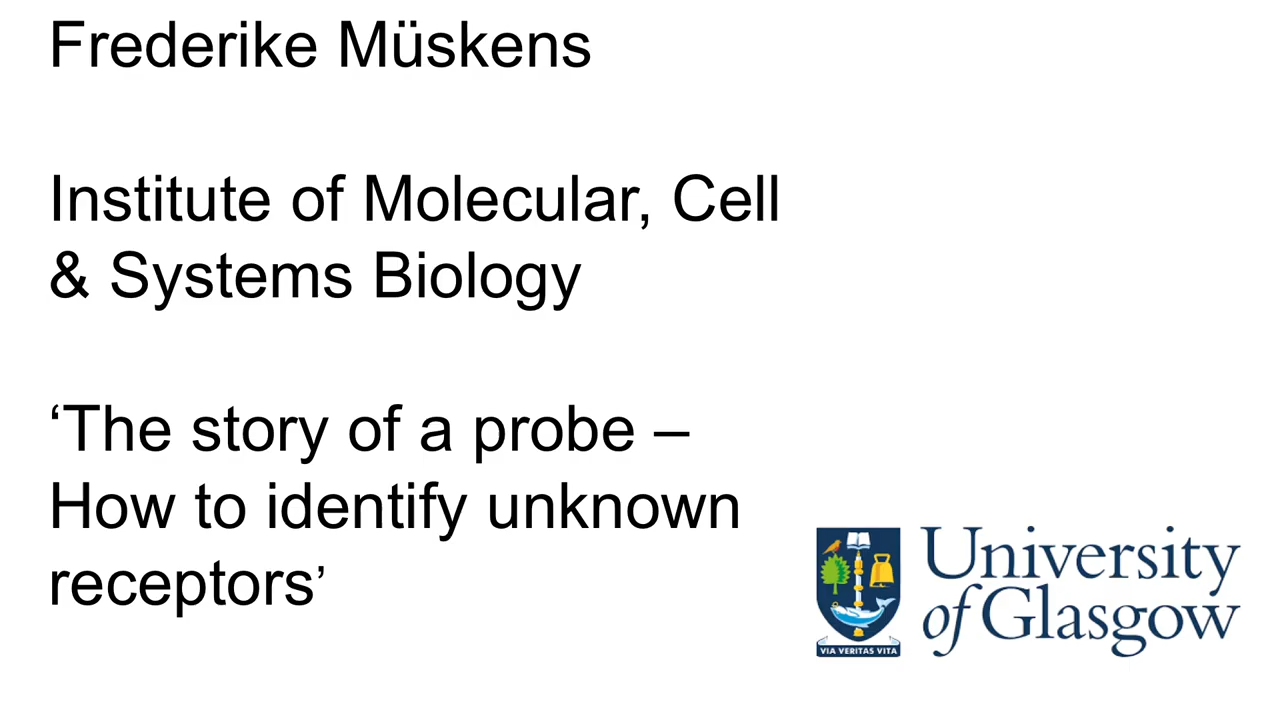 Frederike Müskens
Institute of Molecular, Cell
& Systems Biology
‘The story of a probe –
How to identify unknown
receptors’
University
of Glasgow
VIA VERITAS VITA